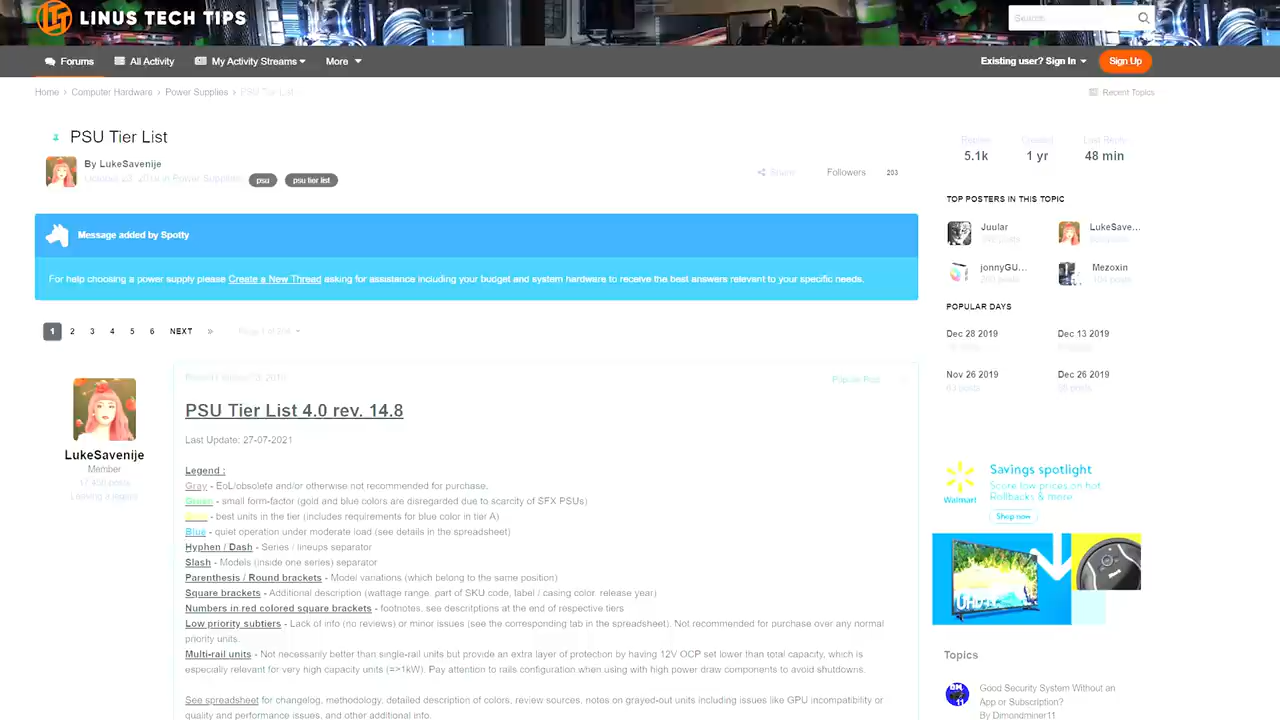 LINUS TECH TIPS
Search
Forums
All Activity
My Activity Streams
More
Existing user? Sign In
Sign Up
Home > Computer Hardware > Power Supplies > PSU Tier List
Recent Topics
PSU Tier List
By LukeSavenije
in Power Supplies
psu
psu tier list
Share
Followers
203
Replies
Created
Last Reply
5.1k
1 yr
48 min
Message added by Spotty
For help choosing a power supply please Create a New Thread asking for assistance including your budget and system hardware to receive the best answers relevant to your specific needs.
TOP POSTERS IN THIS TOPIC
Juular
LukeSave...
jonnyGU...
Mezoxin
POPULAR DAYS
Dec 28 2019
Dec 13 2019
Nov 26 2019
Dec 26 2019
1 2 3 4 5 6 NEXT »
LukeSavenije
Member
Popular Post
PSU Tier List 4.0 rev. 14.8
Last Update: 27-07-2021
Legend :
Gray - EoL/obsolete and/or otherwise not recommended for purchase.
Green - small form-factor (gold and blue colors are disregarded due to scarcity of SFX PSUs)
- best units in the tier (includes requirements for blue color in tier A)
Blue - quiet operation under moderate load (see details in the spreadsheet)
Hyphen / Dash - Series / lineups separator
Slash - Models (inside one series) separator
Parenthesis / Round brackets - Model variations (which belong to the same position)
Square brackets - Additional description (wattage range, part of SKU code, label / casing color, release year)
Numbers in red colored square brackets - footnotes, see descriptions at the end of respective tiers
Low priority subtiers - Lack of info (no reviews) or minor issues (see the corresponding tab in the spreadsheet). Not recommended for purchase over any normal
priority units.
Multi-rail units - Not necessarily better than single-rail units but provide an extra layer of protection by having 12V OCP set lower than total capacity, which is
especially relevant for very high capacity units (=>1kW). Pay attention to rails configuration when using with high power draw components to avoid shutdowns.
See spreadsheet for changelog, methodology, detailed description of colors, review sources, notes on grayed-out units including issues like GPU incompatibility or
quality and performance issues, and other additional info.
Walmart
Savings spotlight
Score low prices on hot
Rollbacks & more
Shop now
Topics
Good Security System Without an
App or Subscription?
By Dimondminer11